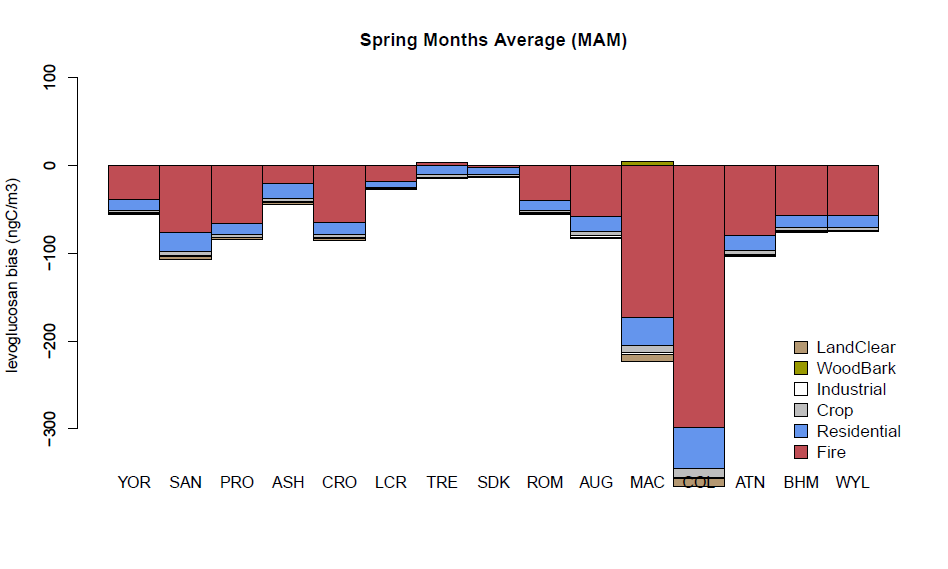 Spring Months Average (MAM)
levoglucosan bias (ngC/m3)
100
0
−100
−200
−300
LandClear
WoodBark
Industrial
Crop
Residential
Fire
YOR SAN PRO ASH CRO LCR TRE SDK ROM AUG MAC COL ATN BHM WYL